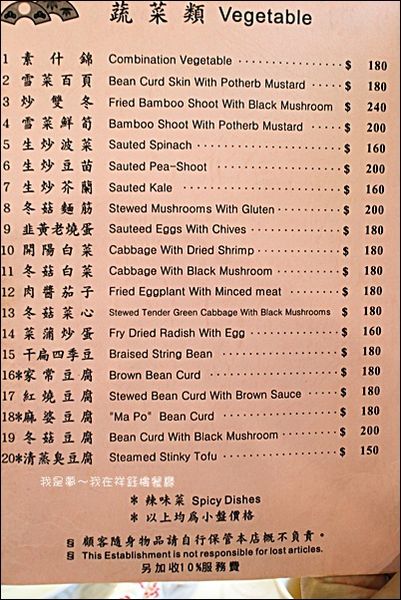 蔬菜類 Vegetable
1 素什錦 Combination Vegetable $ 180
2 雪菜百頁 Bean Curd Skin With Potherb Mustard $ 180
3 炒雙冬 Fried Bamboo Shoot With Black Mushroom $ 240
4 雪菜鮮筍 Bamboo Shoot With Potherb Mustard $ 200
5 生炒波菜 Sauted Spinach $ 160
6 生炒豆苗 Sauted Pea-Shoot $ 200
7 生炒芥蘭 Sauted Kale $ 160
8 冬菇麵筋 Stewed Mushrooms With Gluten $ 200
9 韭黃老燒蛋 Sauteed Eggs With Chives $ 180
10 開陽白菜 Cabbage With Dried Shrimp $ 180
11 冬菇白菜 Cabbage With Black Mushroom $ 180
12 肉醬茄子 Fried Eggplant With Minced meat $ 180
13 冬菇菜心 Stewed Tender Green Cabbage With Black Mushrooms $ 180
14 菜蒲炒蛋 Fry Dried Radish With Egg $ 160
15 干扁四季豆 Braised String Bean $ 180
16*家常豆腐 Brown Bean Curd $ 180
17 紅燒豆腐 Stewed Bean Curd With Brown Sauce $ 180
18*麻婆豆腐 "Ma Po" Bean Curd $ 180
19 冬菇豆腐 Bean Curd With Black Mushroom $ 200
20*清蒸臭豆腐 Steamed Stinky Tofu $ 150
我是夢～我在祥鈺樓餐廳
* 辣味菜 Spicy Dishes
* 以上均為小盤價格
§ 顧客隨身物品請自行保管本店概不負責。
§ This Establishment is not responsible for lost articles.
另加收10%服務費